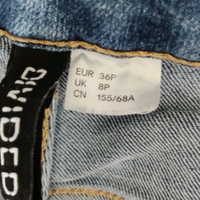 DIVIDED
EUR 36P
UK 8P
CN 155/68A